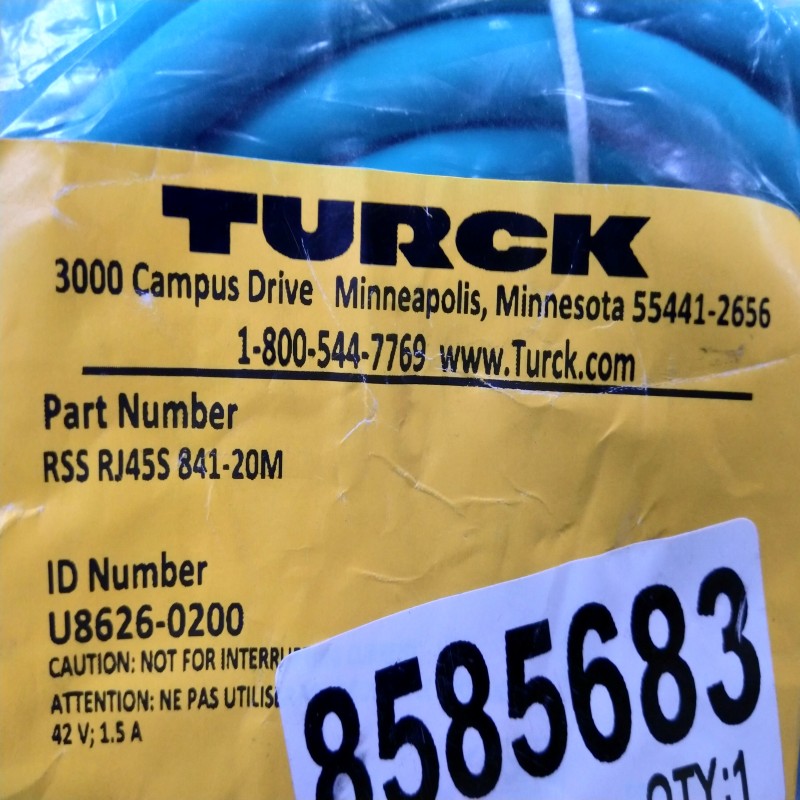 TURCK
3000 Campus Drive Minneapolis, Minnesota 55441-2656
1-800-544-7769 www.Turck.com
Part Number
RSS RJ45S 841-20M
ID Number
U8626-0200
CAUTION: NOT FOR
ATTENTION: NE PAS
42 V; 1.5 A
8585683
QTY:1